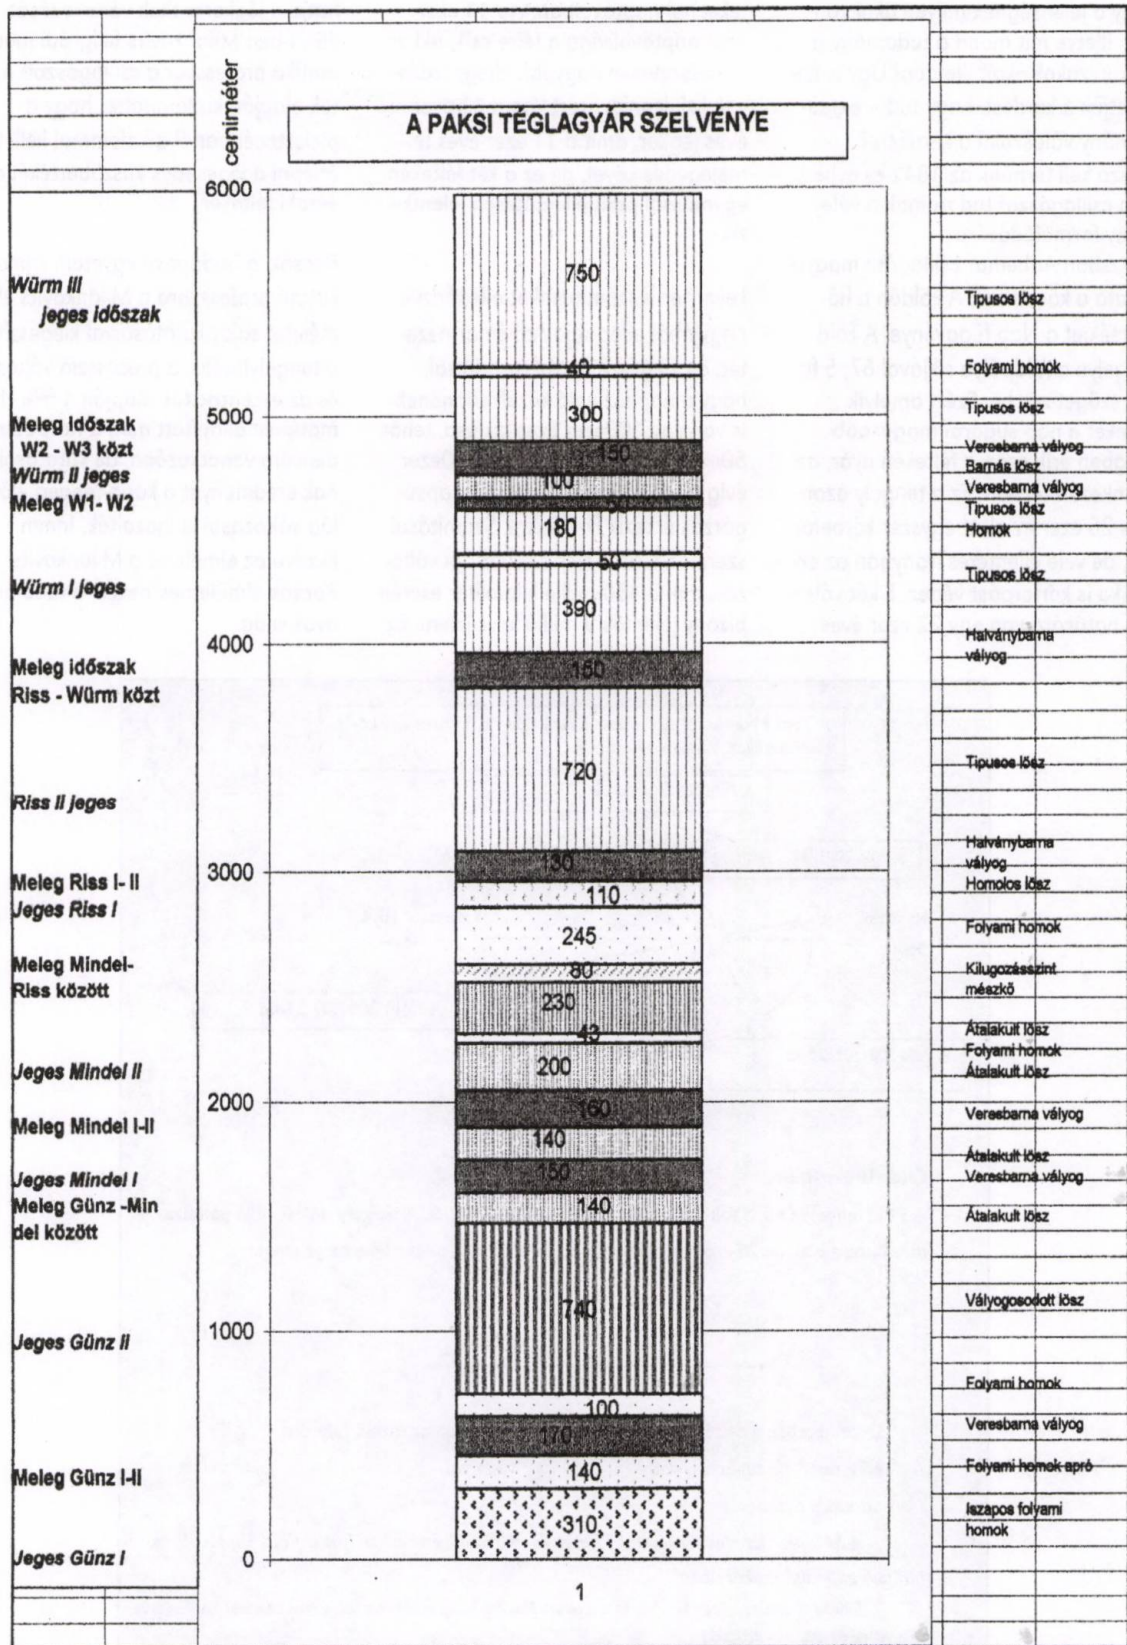 A PAKSI TÉGLAGYÁR SZELVÉNYE
ceniméter
6000
5000
4000
3000
2000
1000
0
1
Würm III
jeges időszak
Meleg időszak
W2 - W3 közt
Würm II jeges
Meleg W1- W2
Würm I jeges
Meleg időszak
Riss - Würm közt
Riss II jeges
Meleg Riss I- II
Jeges Riss I
Meleg Mindel-
Riss között
Jeges Mindel II
Meleg Mindel I-II
Jeges Mindel I
Meleg Günz -Min
del között
Jeges Günz II
Meleg Günz I-II
Jeges Günz I
750
40
300
150
100
50
180
50
390
150
720
130
110
245
80
230
43
200
160
140
150
140
740
100
170
140
310
Tipusos lösz
Folyami homok
Tipusos lösz
Veresbarna vályog
Barnás lösz
Veresbarna vályog
Tipusos lösz
Homok
Tipusos lösz
Halványbarna
vályog
Tipusos lösz
Halványbarna
vályog
Homolos lösz
Folyami homok
Kilugozásszint
mészkő
Átalakult lösz
Folyami homok
Átalakult lösz
Veresbarna vályog
Átalakult lösz
Veresbarna vályog
Átalakult lösz
Vályogosodott lösz
Folyami homok
Veresbarna vályog
Folyami homok apró
Iszapos folyami
homok